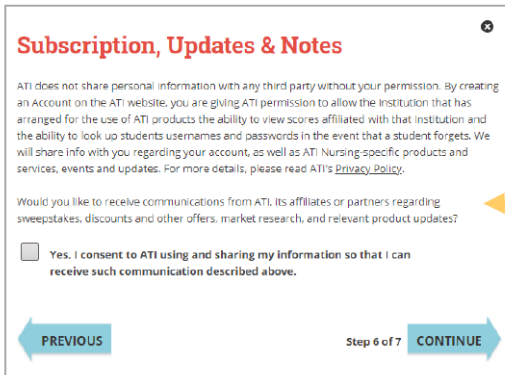 Subscription, Updates & Notes
ATI does not share personal information with any third party without your permission. By creating
an Account on the ATI website, you are giving ATI permission to allow the Institution that has
arranged for the use of ATI products the ability to view scores affiliated with that Institution and
the ability to look up students usernames and passwords in the event that a student forgets. We
will share info with you regarding your account, as well as ATI Nursing-specific products and
services, events and updates. For more details, please read ATI's Privacy Policy.
Would you like to receive communications from ATI, its affiliates or partners regarding
sweepstakes, discounts and other offers, market research, and relevant product updates?
Yes, I consent to ATI using and sharing my information so that I can
receive such communication described above.
PREVIOUS
Step 6 of 7
CONTINUE